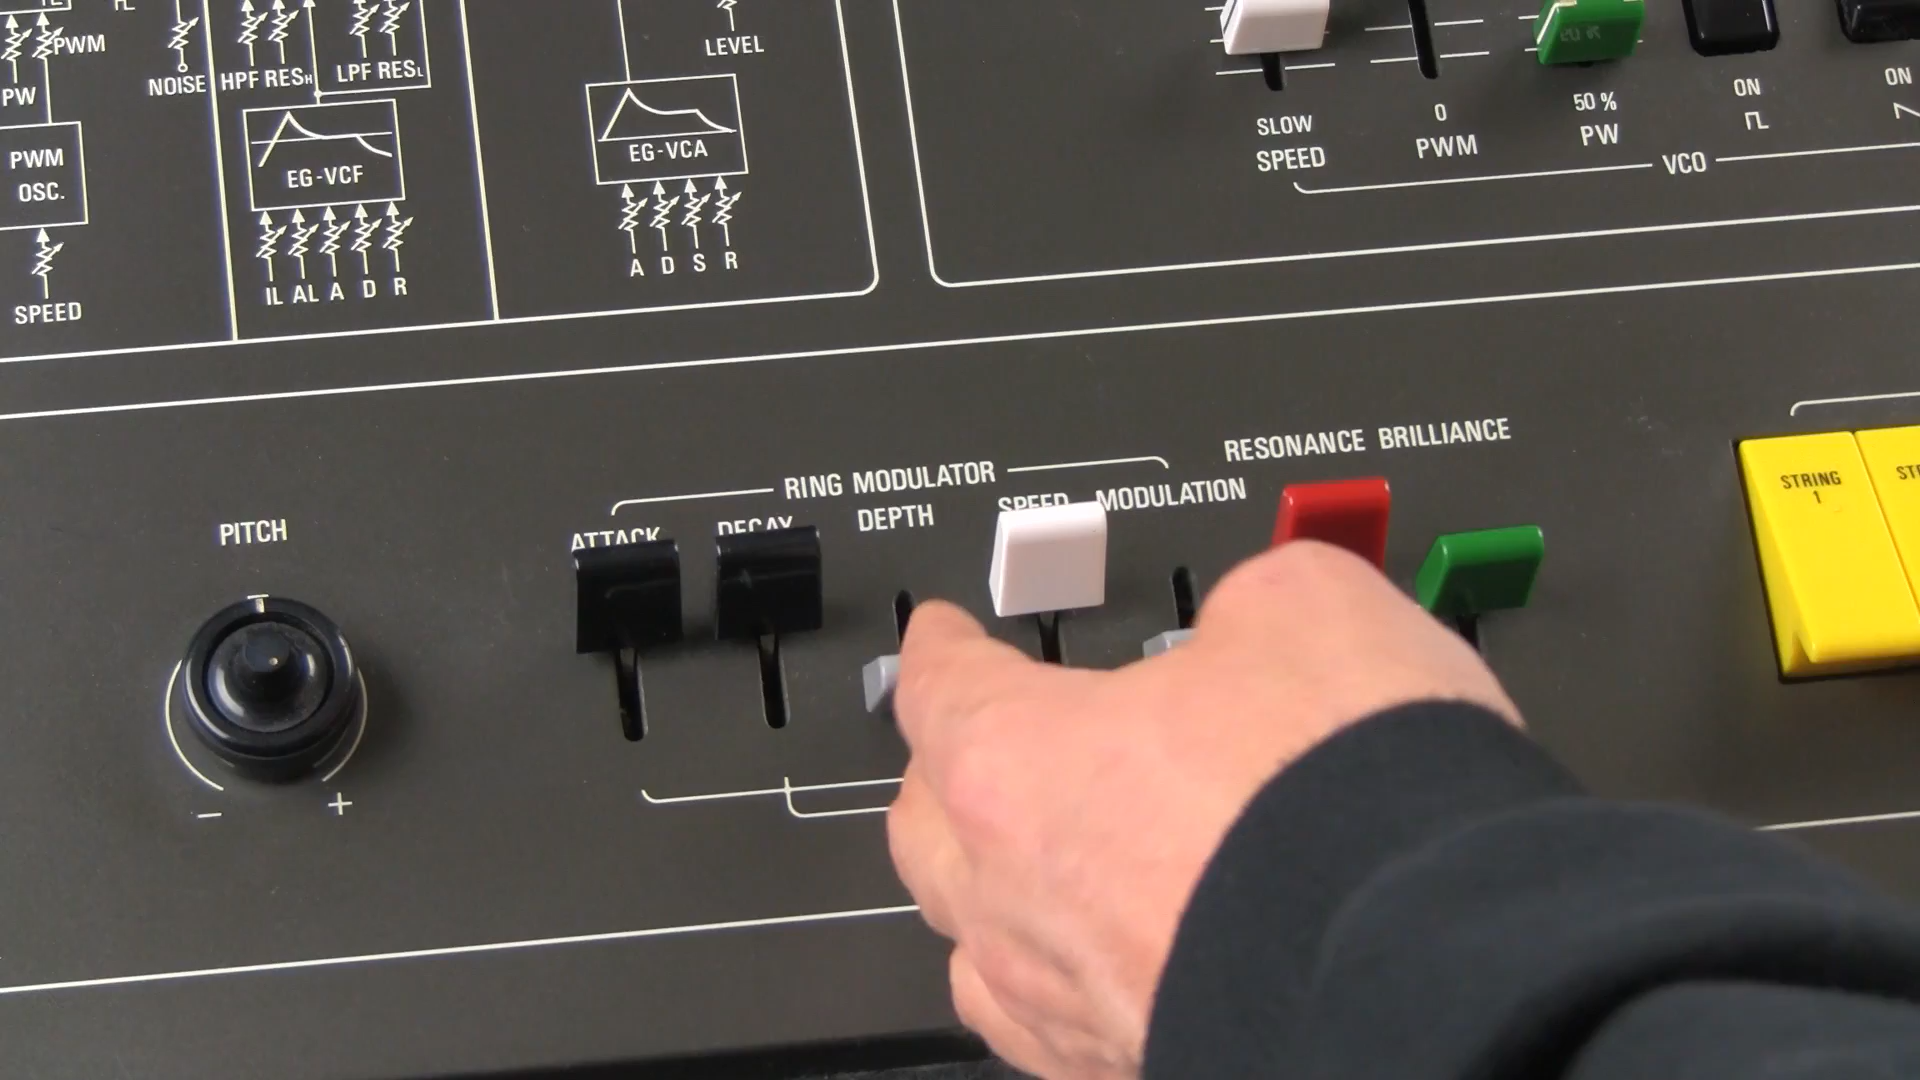 PWM
PW
NOISE
HPF RESH
LPF RESL
LEVEL
PWM
OSC.
SPEED
EG-VCF
IL AL A D R
EG-VCA
A D S R
SLOW
SPEED
0
PWM
50 %
PW
ON
ON
VCO
PITCH
− +
RING MODULATOR
ATTACK DECAY DEPTH SPEED MODULATION
RESONANCE BRILLIANCE
STRING
1